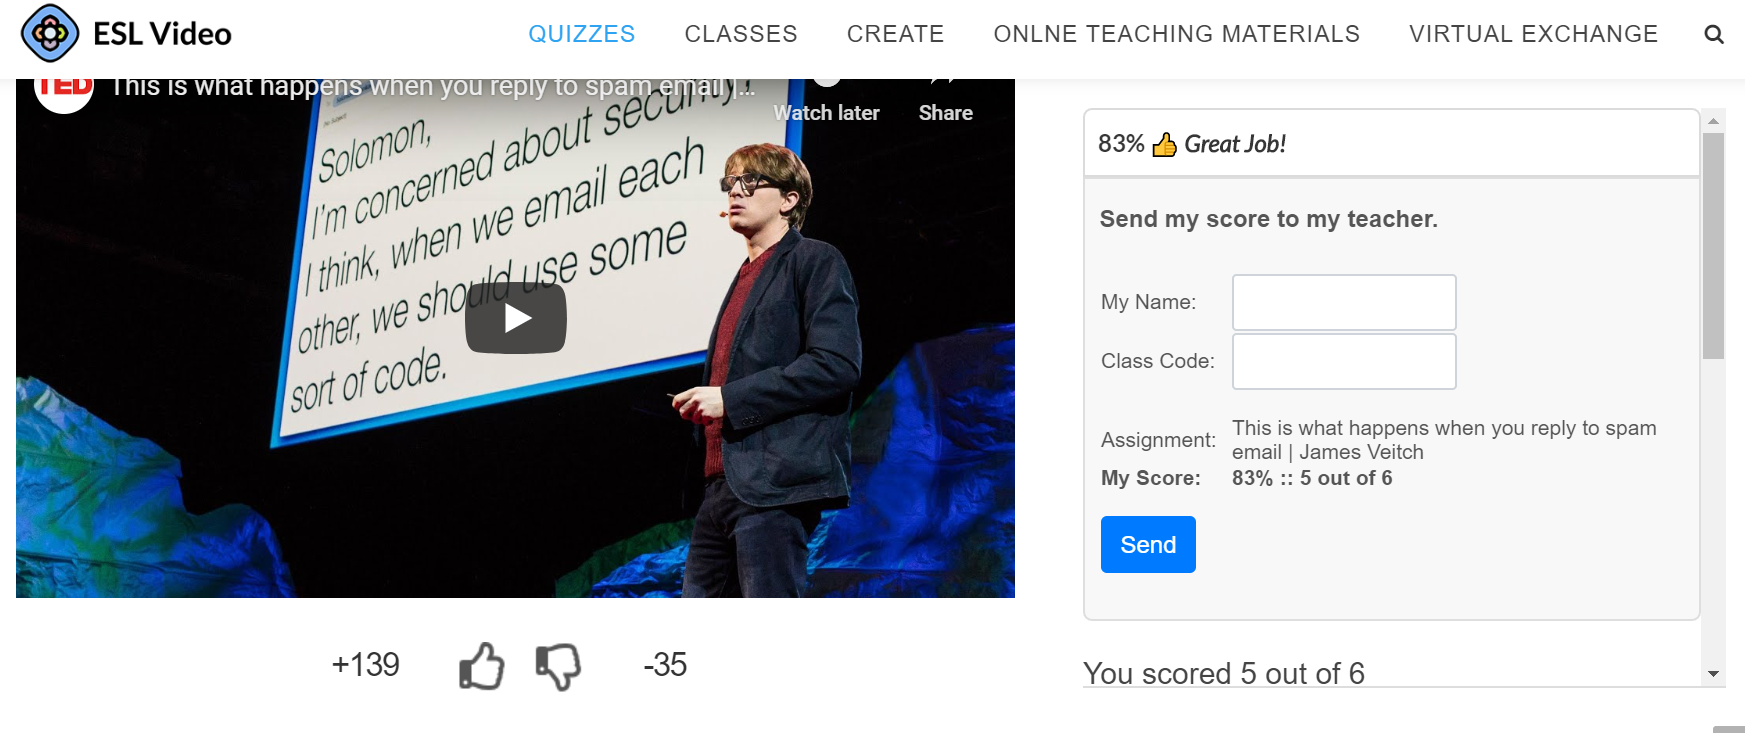 ESL Video
QUIZZES
CLASSES
CREATE
ONLNE TEACHING MATERIALS
VIRTUAL EXCHANGE
TED
This is what happens when you reply to spam email |...
Watch later
Share
Solomon,
I'm concerned about security.
I think, when we email each
other, we should use some
sort of code.
+139
-35
83% 👍 Great Job!
Send my score to my teacher.
My Name:
Class Code:
Assignment:
This is what happens when you reply to spam
email | James Veitch
My Score:
83% :: 5 out of 6
Send
You scored 5 out of 6